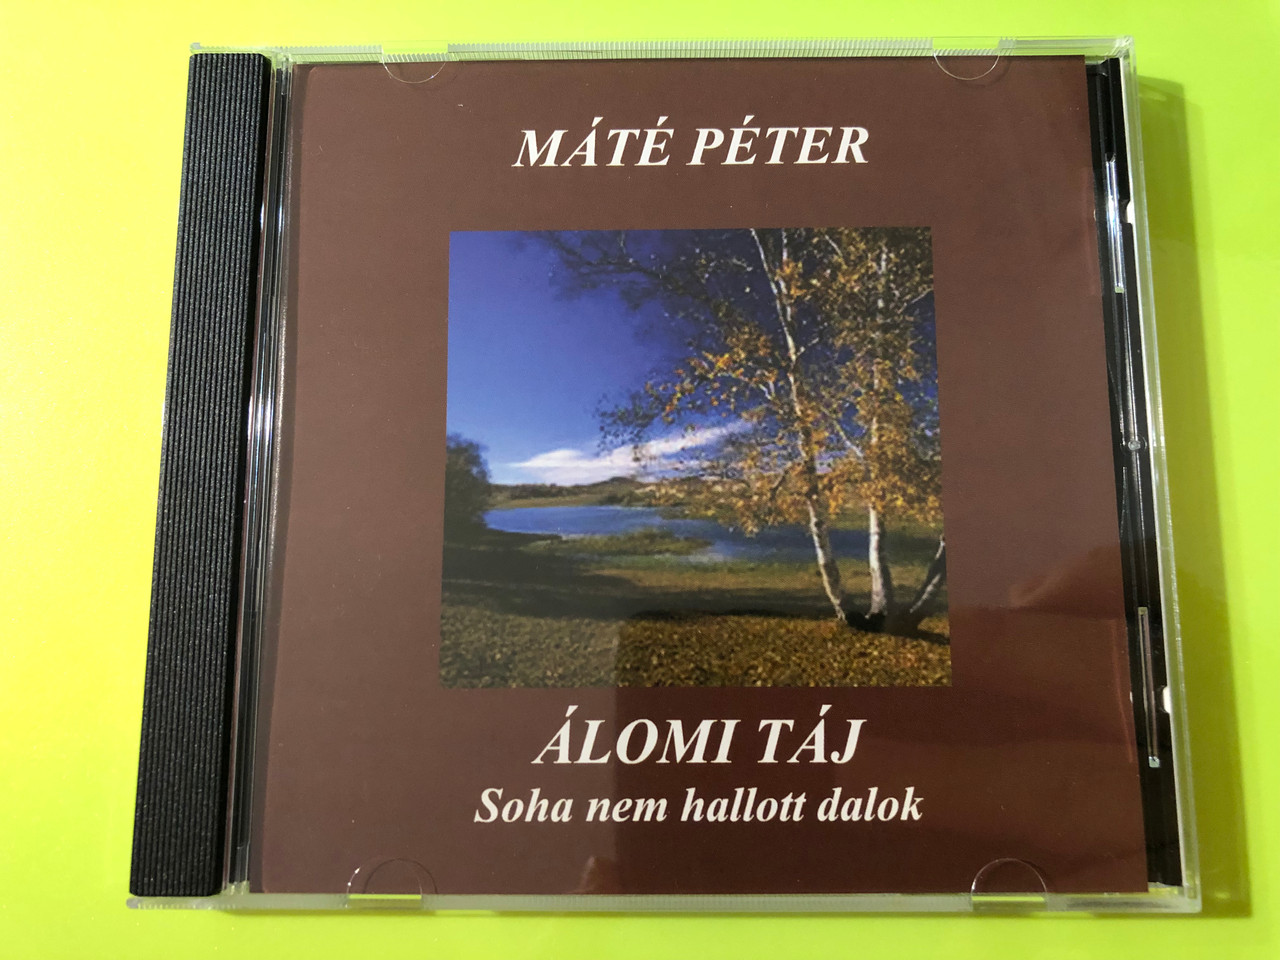 MÁTÉ PÉTER
ÁLOMI TÁJ
Soha nem hallott dalok